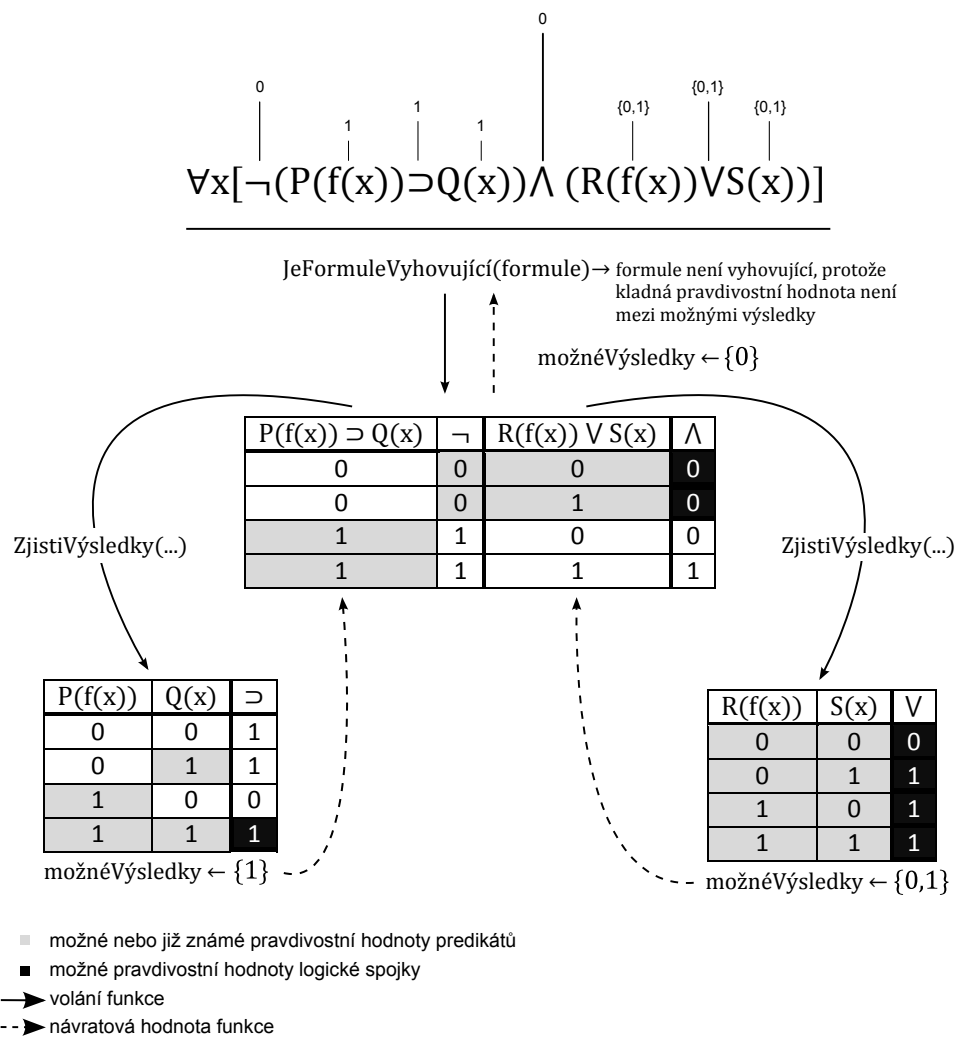 0
0 {0,1}
1 {0,1} {0,1}
1 1
∀x[¬(P(f(x))⊃Q(x))⋀ (R(f(x))⋁S(x))]
JeFormuleVyhovující(formule)→ formule není vyhovující, protože
kladná pravdivostní hodnota není
mezi možnými výsledky
možnéVýsledky ←{0}
P(f(x)) ⊃ Q(x) ¬ R(f(x)) ⋁ S(x) ⋀
0 0 0 0
0 0 1 0
1 1 0 0
1 1 1 1
ZjistiVýsledky(...) ZjistiVýsledky(...)
P(f(x)) Q(x) ⊃
0 0 1
0 1 1
1 0 0
1 1 1
možnéVýsledky ← {1}
R(f(x)) S(x) ⋁
0 0 0
0 1 1
1 0 1
1 1 1
možnéVýsledky ←{0,1}
možné nebo již známé pravdivostní hodnoty predikátů
možné pravdivostní hodnoty logické spojky
volání funkce
návratová hodnota funkce